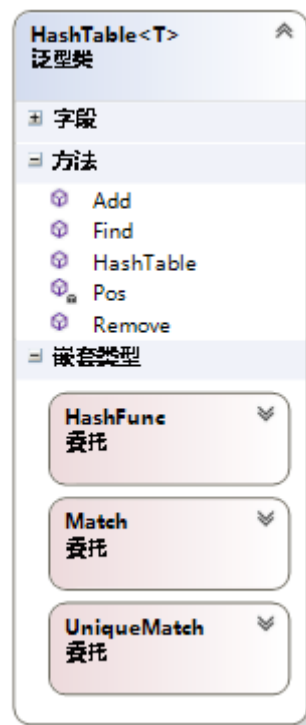 HashTable<T>
泛型类
字段
方法
Add
Find
HashTable
Pos
Remove
嵌套类型
HashFunc
委托
Match
委托
UniqueMatch
委托